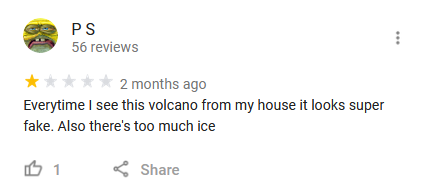 P S
56 reviews
2 months ago
Everytime I see this volcano from my house it looks super
fake. Also there's too much ice
1
Share